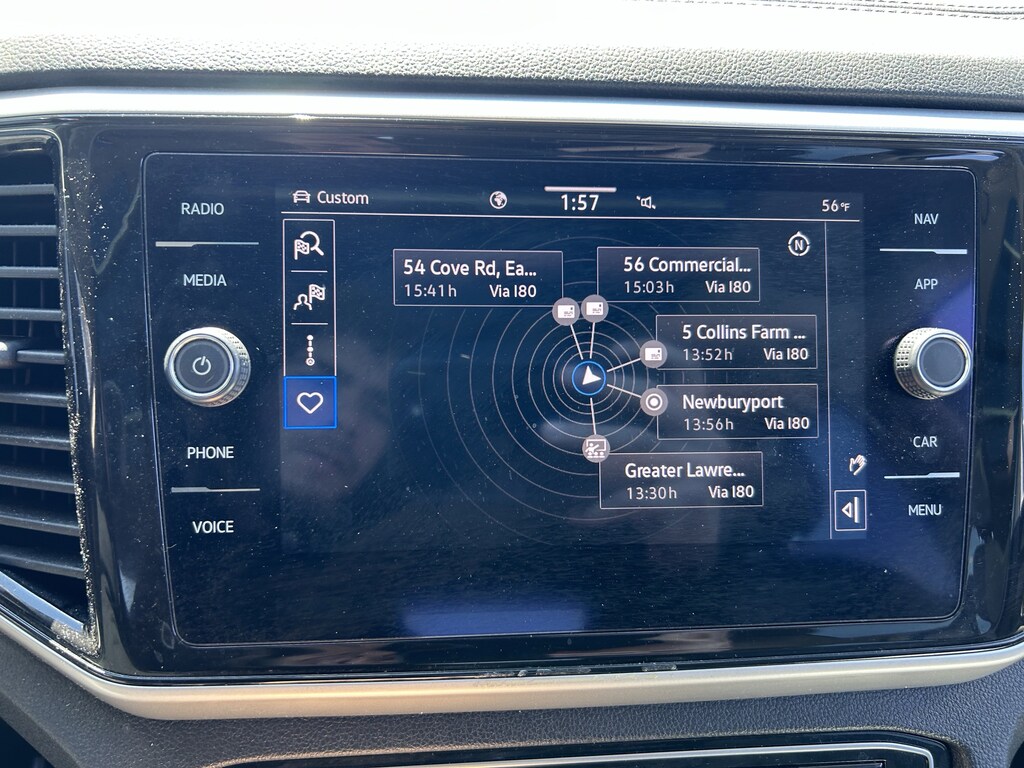 RADIO
MEDIA
PHONE
VOICE
Custom
1:57
56°F
N
54 Cove Rd, Ea...
15:41h Via I80
56 Commercial...
15:03h Via I80
5 Collins Farm ...
13:52h Via I80
Newburyport
13:56h Via I80
Greater Lawre...
13:30h Via I80
NAV
APP
CAR
MENU